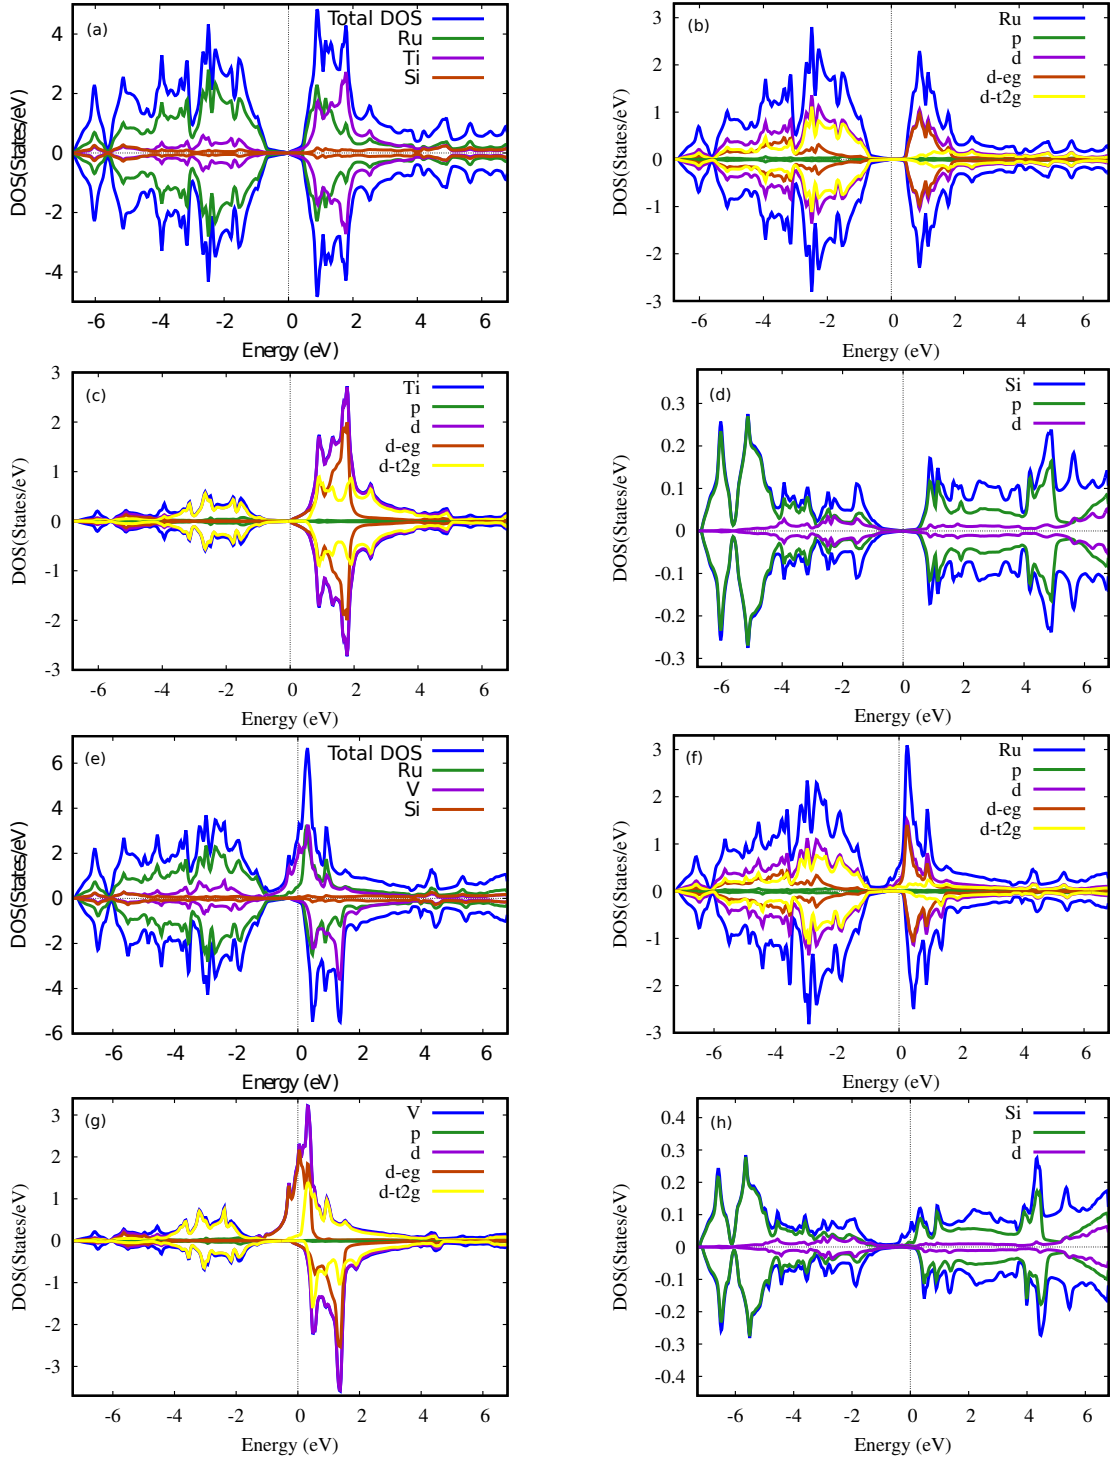 (a)
Total DOS
Ru
Ti
Si
DOS(States/eV)
4
2
0
-2
-4
-6 -4 -2 0 2 4 6
Energy (eV)
(b)
Ru
p
d
d-eg
d-t2g
DOS(States/eV)
3
2
1
0
-1
-2
-3
-6 -4 -2 0 2 4 6
Energy (eV)
(c)
Ti
p
d
d-eg
d-t2g
DOS(States/eV)
3
2
1
0
-1
-2
-3
-6 -4 -2 0 2 4 6
Energy (eV)
(d)
Si
p
d
DOS(States/eV)
0.3
0.2
0.1
0
-0.1
-0.2
-0.3
-6 -4 -2 0 2 4 6
Energy (eV)
(e)
Total DOS
Ru
V
Si
DOS(States/eV)
6
4
2
0
-2
-4
-6
-6 -4 -2 0 2 4 6
Energy (eV)
(f)
Ru
p
d
d-eg
d-t2g
DOS(States/eV)
3
2
1
0
-1
-2
-3
-6 -4 -2 0 2 4 6
Energy (eV)
(g)
V
p
d
d-eg
d-t2g
DOS(States/eV)
3
2
1
0
-1
-2
-3
-6 -4 -2 0 2 4 6
Energy (eV)
(h)
Si
p
d
DOS(States/eV)
0.4
0.3
0.2
0.1
0
-0.1
-0.2
-0.3
-0.4
-6 -4 -2 0 2 4 6
Energy (eV)